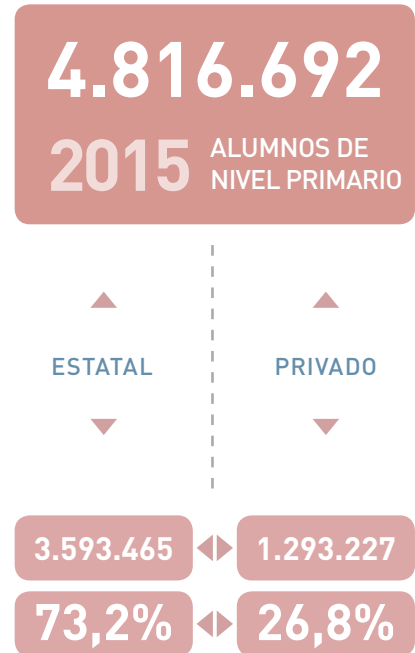 4.816.692
2015 ALUMNOS DE
NIVEL PRIMARIO
ESTATAL PRIVADO
3.593.465 1.293.227
73,2% 26,8%